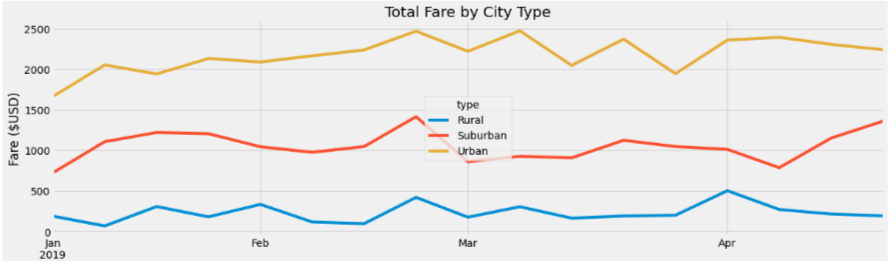 Total Fare by City Type
Fare ($USD)
2500
2000
1500
1000
500
0
type
Rural
Suburban
Urban
Jan
2019
Feb
Mar
Apr